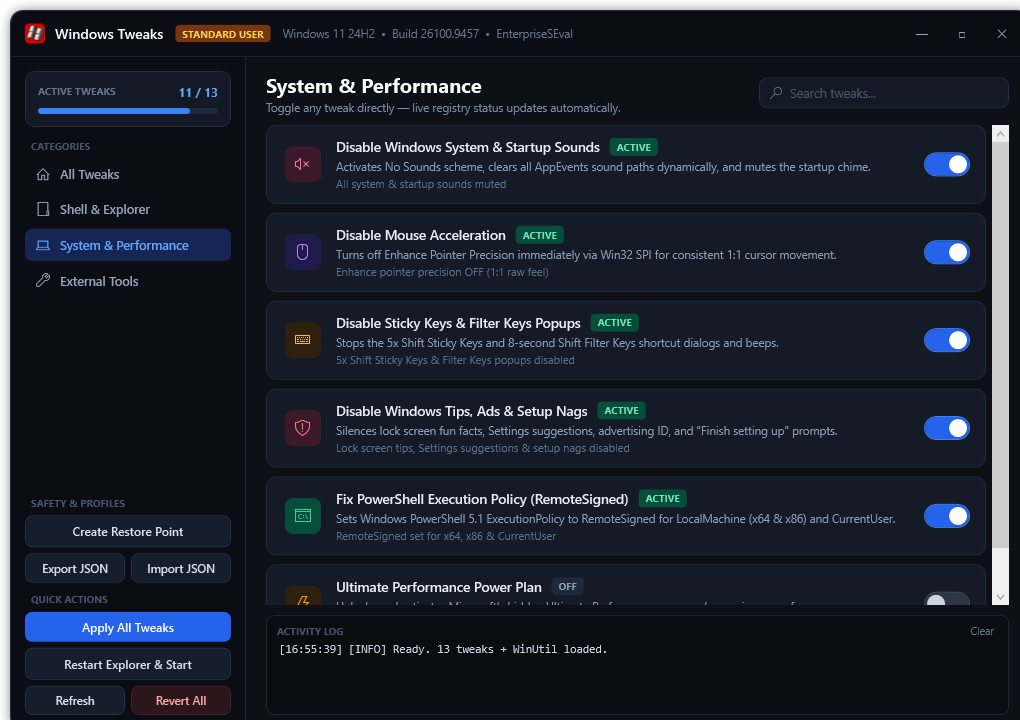 Windows Tweaks STANDARD USER Windows 11 24H2 • Build 26100.9457 • EnterpriseSEval
ACTIVE TWEAKS 11 / 13
CATEGORIES
All Tweaks
Shell & Explorer
System & Performance
External Tools
SAFETY & PROFILES
Create Restore Point
Export JSON Import JSON
QUICK ACTIONS
Apply All Tweaks
Restart Explorer & Start
Refresh Revert All
System & Performance
Toggle any tweak directly — live registry status updates automatically.
Search tweaks...
Disable Windows System & Startup Sounds ACTIVE
Activates No Sounds scheme, clears all AppEvents sound paths dynamically, and mutes the startup chime.
All system & startup sounds muted
Disable Mouse Acceleration ACTIVE
Turns off Enhance Pointer Precision immediately via Win32 SPI for consistent 1:1 cursor movement.
Enhance pointer precision OFF (1:1 raw feel)
Disable Sticky Keys & Filter Keys Popups ACTIVE
Stops the 5x Shift Sticky Keys and 8-second Shift Filter Keys shortcut dialogs and beeps.
5x Shift Sticky Keys & Filter Keys popups disabled
Disable Windows Tips, Ads & Setup Nags ACTIVE
Silences lock screen fun facts, Settings suggestions, advertising ID, and "Finish setting up" prompts.
Lock screen tips, Settings suggestions & setup nags disabled
Fix PowerShell Execution Policy (RemoteSigned) ACTIVE
Sets Windows PowerShell 5.1 ExecutionPolicy to RemoteSigned for LocalMachine (x64 & x86) and CurrentUser.
RemoteSigned set for x64, x86 & CurrentUser
Ultimate Performance Power Plan OFF
ACTIVITY LOG Clear
[16:55:39] [INFO] Ready. 13 tweaks + WinUtil loaded.